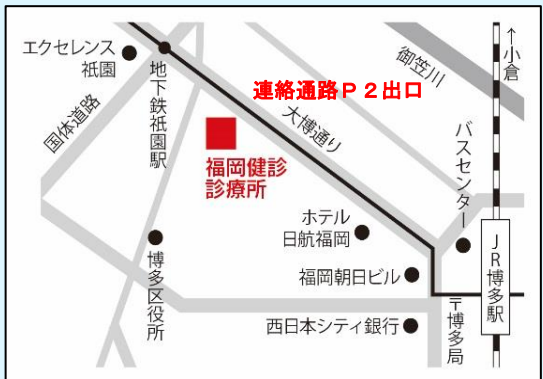 エクセレンス
祇園
地下鉄祇園駅
国体道路
連絡通路P2出口
大博通り
御笠川
↑小倉
福岡健診
診療所
バスセンター
ホテル
日航福岡
JR博多駅
博多区役所
福岡朝日ビル
〒博多局
西日本シティ銀行